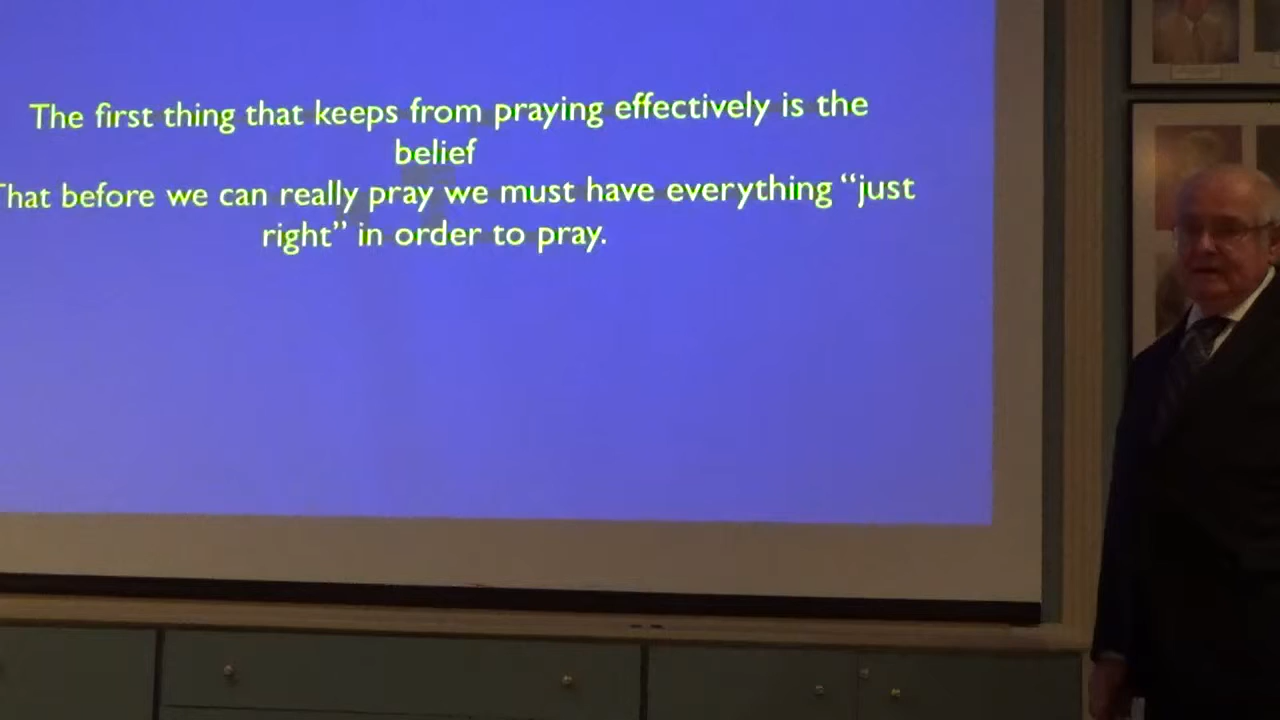 The first thing that keeps from praying effectively is the
belief
That before we can really pray we must have everything “just
right” in order to pray.